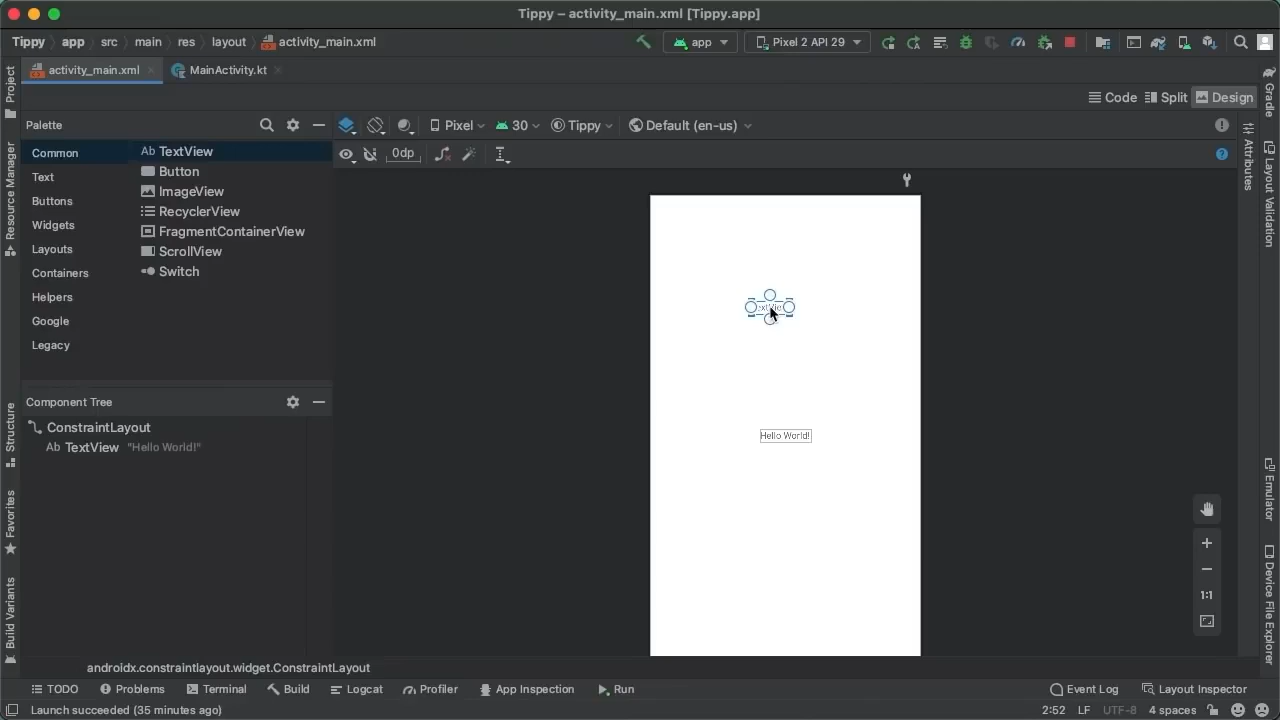 Tippy – activity_main.xml [Tippy.app]
Tippy app src main res layout activity_main.xml app Pixel 2 API 29
activity_main.xml MainActivity.kt
Code Split Design
Palette Pixel 30 Tippy Default (en-us)
0dp
Common
Text
Buttons
Widgets
Layouts
Containers
Helpers
Google
Legacy
Ab TextView
Button
ImageView
RecyclerView
FragmentContainerView
ScrollView
Switch
Component Tree
ConstraintLayout
Ab TextView "Hello World!"
Hello World!
1:1
Project
Resource Manager
Structure
Favorites
Build Variants
Gradle
Attributes
Layout Validation
Emulator
Device File Explorer
androidx.constraintlayout.widget.ConstraintLayout
TODO Problems Terminal Build Logcat Profiler App Inspection Run Event Log Layout Inspector
Launch succeeded (35 minutes ago) 2:52 LF UTF-8 4 spaces